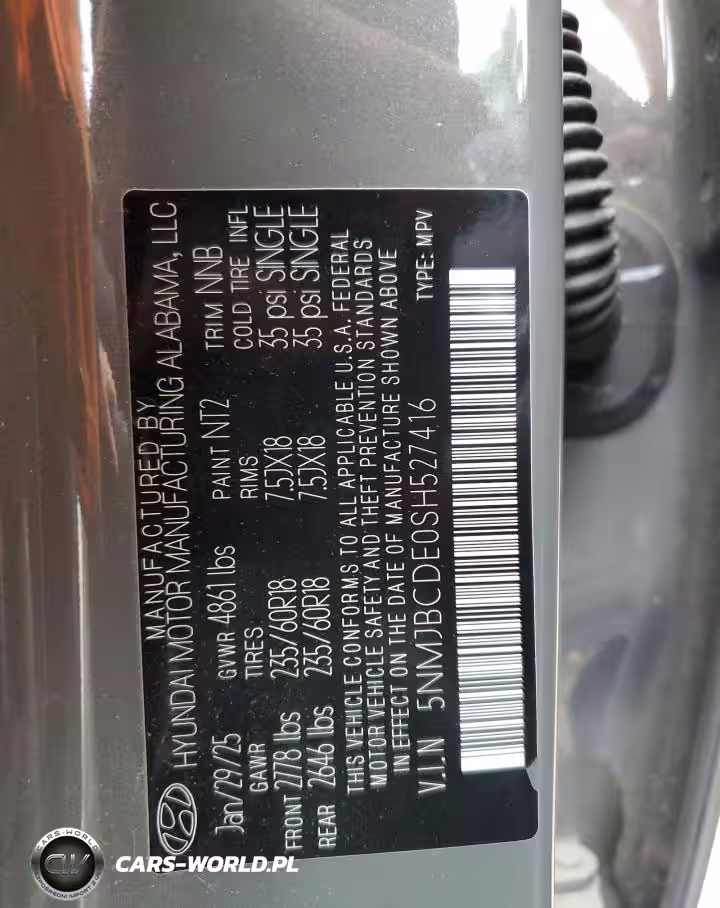 MANUFACTURED BY
HYUNDAI MOTOR MANUFACTURING ALABAMA, LLC
Jan/29/25 GVWR 4861 lbs PAINT NT2 TRIM NNB
GAWR TIRES RIMS COLD TIRE INFL
FRONT 2778 lbs 235/60R18 7.5JX18 35 psi SINGLE
REAR 2646 lbs 235/60R18 7.5JX18 35 psi SINGLE
THIS VEHICLE CONFORMS TO ALL APPLICABLE U.S.A. FEDERAL
MOTOR VEHICLE SAFETY AND THEFT PREVENTION STANDARDS
IN EFFECT ON THE DATE OF MANUFACTURE SHOWN ABOVE
V.I.N 5NMJBCDE0SH527416 TYPE: MPV
CARS-WORLD
CW
CARS-WORLD.PL